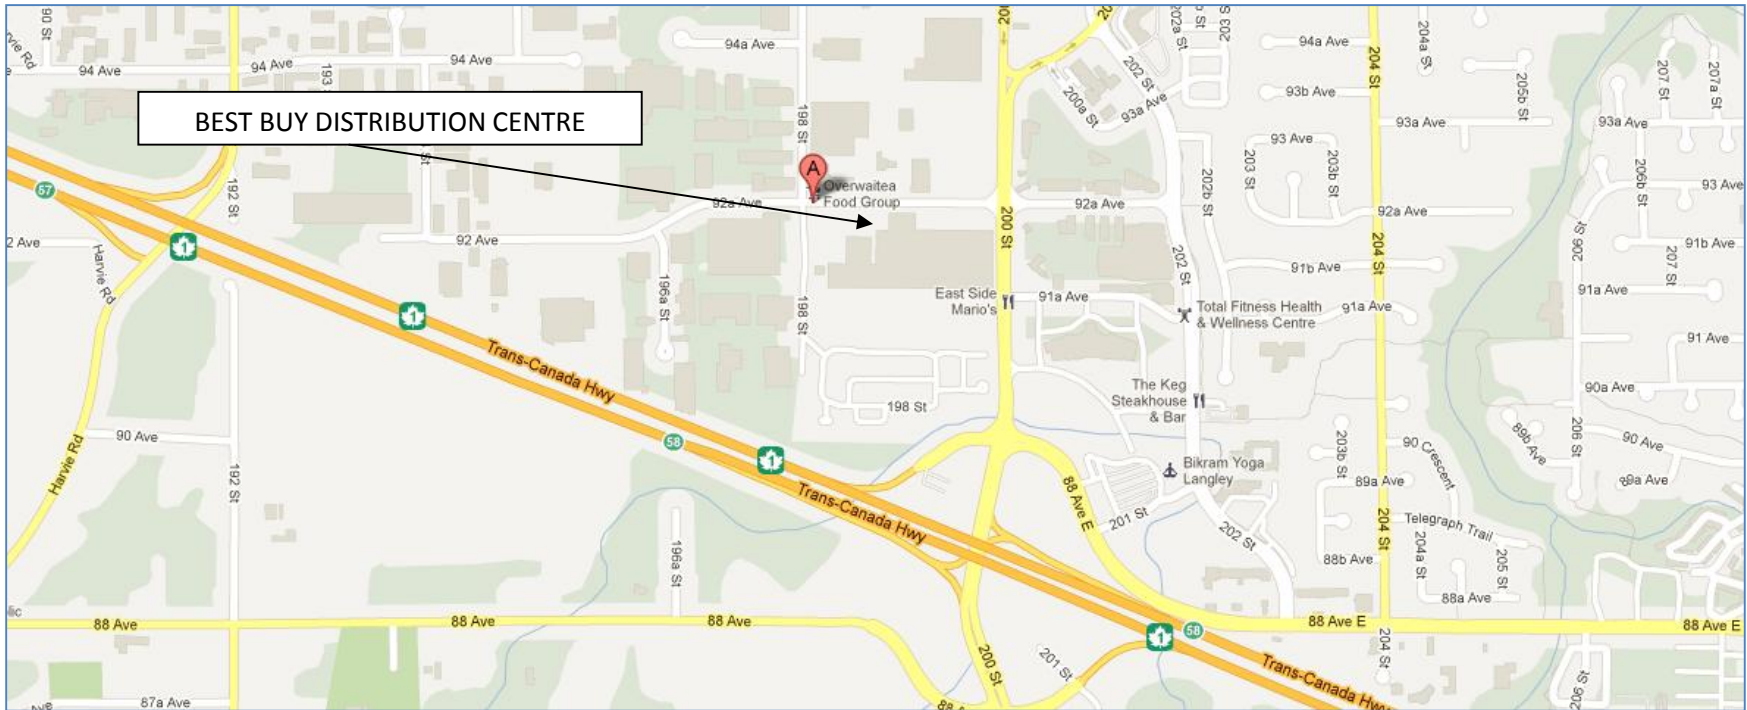 90 St
94 Ave
94 Ave
193
94 Ave
94a Ave
200
202a St
94a Ave
204 St
204a St
207 St
207a St
205b St
202 St
93b Ave
200a St
93a Ave
93a Ave
93a Ave
BEST BUY DISTRIBUTION CENTRE
198 St
St
93 Ave
203 St
203b St
202b St
206b St
93 Ave
57
192 St
A
Overwaitea
Food Group
92a Ave
92a Ave
92a Ave
200 St
206 St
2 Ave
1
92 Ave
202 St
204 St
91b Ave
91b Ave
207 St
Harvie Rd
196a St
East Side
Mario's
91a Ave
Total Fitness Health
& Wellness Centre
91a Ave
91a Ave
1
198 St
91 Ave
Trans-Canada Hwy
The Keg
Steakhouse
& Bar
90a Ave
198 St
90 Ave
58
1
Harvie Rd
192 St
203b St
90 Crescent
89b Ave
206 St
90 Ave
Bikram Yoga
Langley
89a Ave
89a Ave
Trans-Canada Hwy
88 Ave E
201 St
202 St
204 St
Telegraph Trail
196a St
88b Ave
204a St
205 St
88a Ave
88 Ave
88 Ave
88 Ave
1
58
88 Ave E
88 Ave E
200 St
201 St
204 St
Trans-Canada Hwy
206 St
87a Ave